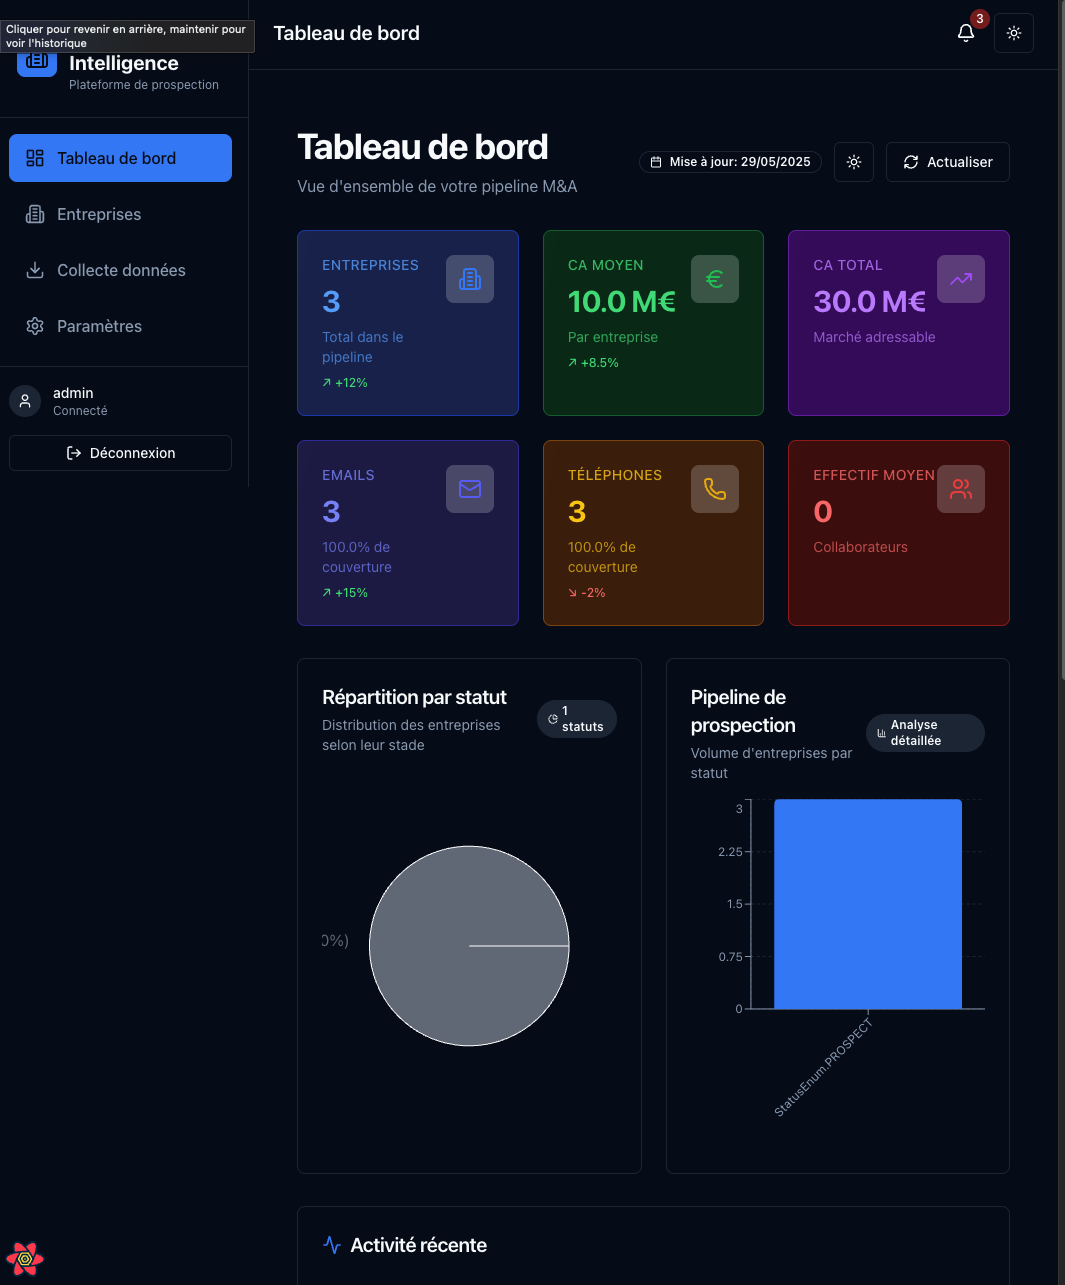 Cliquer pour revenir en arrière, maintenir pour
voir l'historique
Intelligence
Plateforme de prospection
Tableau de bord
Entreprises
Collecte données
Paramètres
admin
Connecté
Déconnexion
Tableau de bord
3
Tableau de bord
Vue d'ensemble de votre pipeline M&A
Mise à jour: 29/05/2025
Actualiser
ENTREPRISES
3
Total dans le
pipeline
↗ +12%
CA MOYEN
10.0 M€
Par entreprise
↗ +8.5%
CA TOTAL
30.0 M€
Marché adressable
EMAILS
3
100.0% de
couverture
↗ +15%
TÉLÉPHONES
3
100.0% de
couverture
↘ -2%
EFFECTIF MOYEN
0
Collaborateurs
Répartition par statut
Distribution des entreprises
selon leur stade
1
statuts
0%)
Pipeline de
prospection
Volume d'entreprises par
statut
Analyse
détaillée
3
2.25
1.5
0.75
0
StatusEnum.PROSPECT
Activité récente